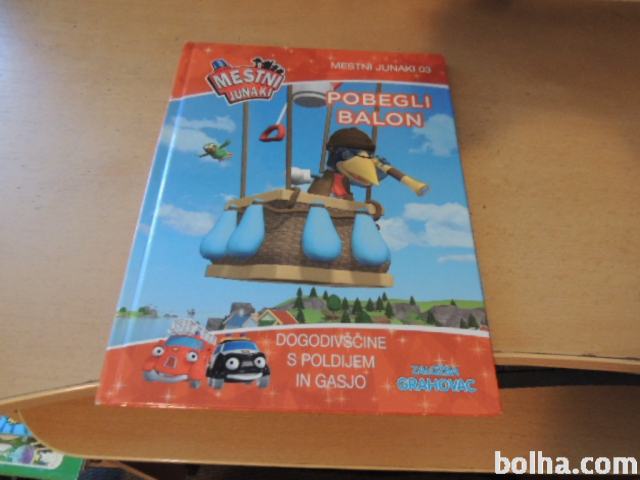 MESTNI JUNAKI 03
MESTNI
JUNAKI
POBEGLI
BALON
DOGODIVŠČINE
S POLDIJEM
IN GASJO
ZALOŽBA
GRAHOVAC
bolha.com